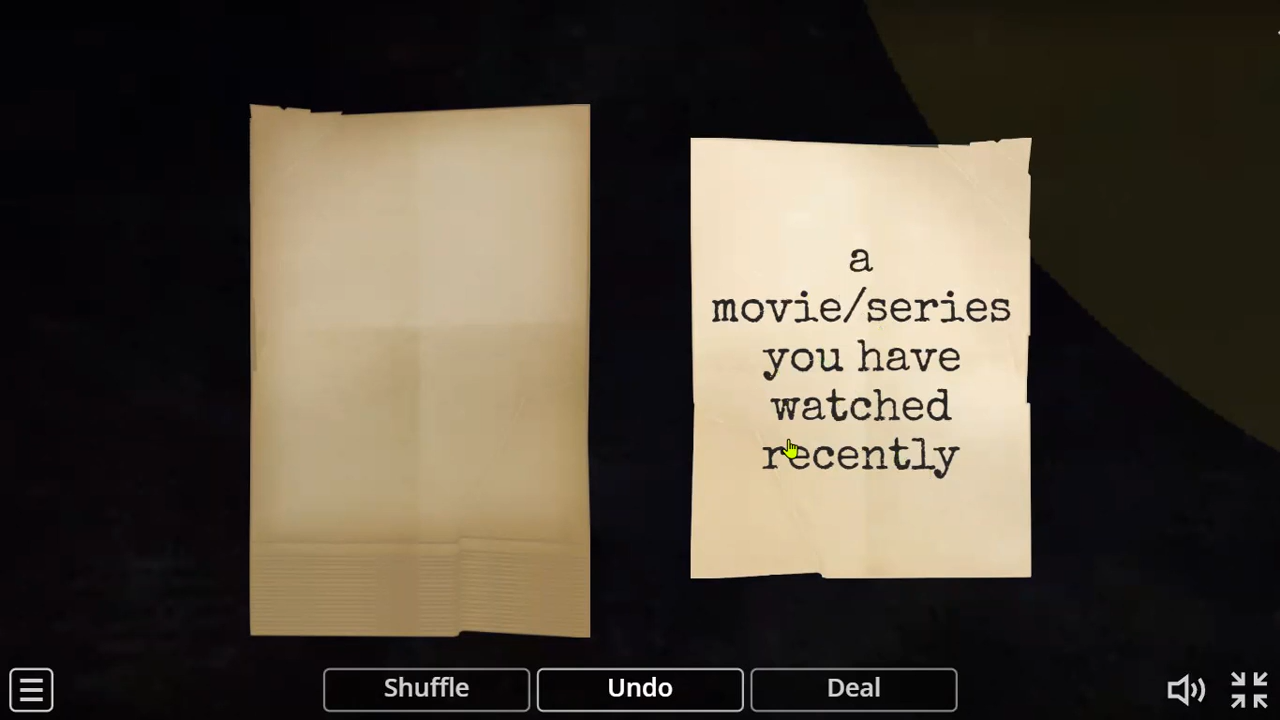 a
movie/series
you have
watched
recently
Shuffle
Undo
Deal